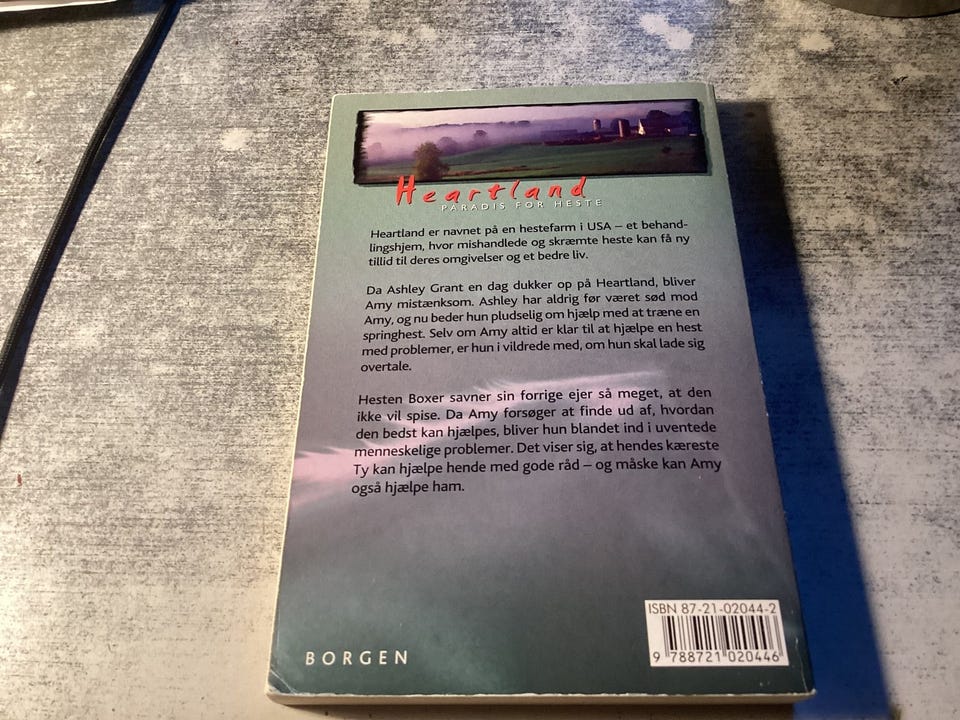 Heartland
PARADIS FOR HESTE
Heartland er navnet på en hestefarm i USA – et behand-
lingshjem, hvor mishandlede og skræmte heste kan få ny
tillid til deres omgivelser og et bedre liv.
Da Ashley Grant en dag dukker op på Heartland, bliver
Amy mistænksom. Ashley har aldrig før været sød mod
Amy, og nu beder hun pludselig om hjælp med at træne en
springhest. Selv om Amy altid er klar til at hjælpe en hest
med problemer, er hun i vildrede med, om hun skal lade sig
overtale.
Hesten Boxer savner sin forrige ejer så meget, at den
ikke vil spise. Da Amy forsøger at finde ud af, hvordan
den bedst kan hjælpes, bliver hun blandet ind i uventede
menneskelige problemer. Det viser sig, at hendes kæreste
Ty kan hjælpe hende med gode råd – og måske kan Amy
også hjælpe ham.
ISBN 87-21-02044-2
9 788721 020446
BORGEN